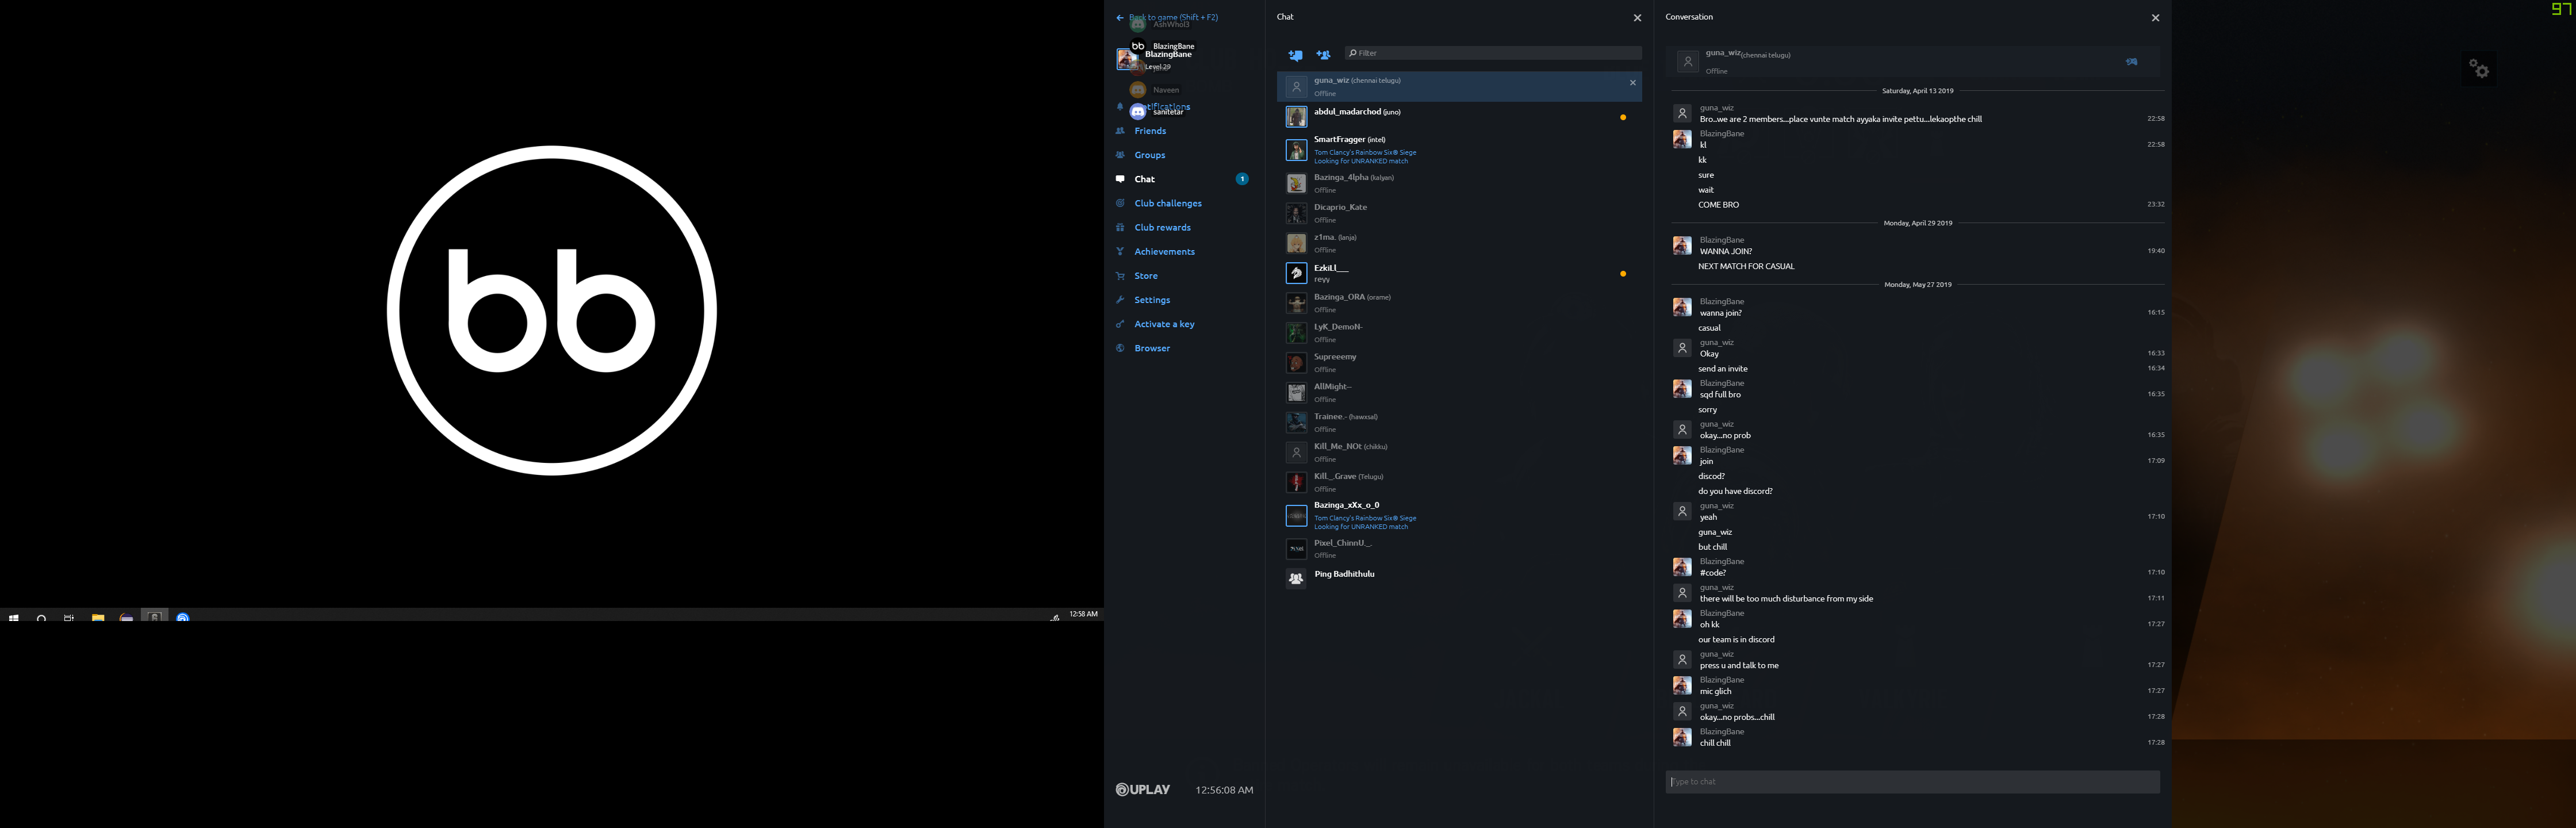 bb
12:58 AM
Back to game (Shift + F2)
AshWhol3
BlazingBane
BlazingBane
Level 29
Naveen
Notifications
sanitetar
Friends
Groups
Chat
1
Club challenges
Club rewards
Achievements
Store
Settings
Activate a key
Browser
UPLAY
12:56:08 AM
Chat
Filter
guna_wiz (chennai telugu)
Offline
abdul_madarchod (juno)
SmartFragger (intel)
Tom Clancy's Rainbow Six® Siege
Looking for UNRANKED match
Bazinga_4lpha (kalyan)
Offline
Dicaprio_Kate
Offline
z1ma. (lanja)
Offline
EzkiLl___
reyy
Bazinga_ORA (orame)
Offline
LyK_DemoN-
Offline
Supreeemy
Offline
AllMight--
Offline
Trainee.- (hawxsal)
Offline
Kill_Me_NOt (chikku)
Offline
Kill_._Grave (Telugu)
Offline
Bazinga_xXx_o_0
Tom Clancy's Rainbow Six® Siege
Looking for UNRANKED match
Pixel_ChinnU._.
Offline
Ping Badhithulu
Conversation
guna_wiz(chennai telugu)
Offline
Saturday, April 13 2019
guna_wiz
Bro..we are 2 members...place vunte match ayyaka invite pettu...lekaopthe chill 22:58
BlazingBane
kl 22:58
kk
sure
wait
COME BRO 23:32
Monday, April 29 2019
BlazingBane
WANNA JOIN? 19:40
NEXT MATCH FOR CASUAL
Monday, May 27 2019
BlazingBane
wanna join? 16:15
casual
guna_wiz
Okay 16:33
send an invite 16:34
BlazingBane
sqd full bro 16:35
sorry
guna_wiz
okay...no prob 16:35
BlazingBane
join 17:09
discod?
do you have discord?
guna_wiz
yeah 17:10
guna_wiz
but chill
BlazingBane
#code? 17:10
guna_wiz
there will be too much disturbance from my side 17:11
BlazingBane
oh kk 17:27
our team is in discord
guna_wiz
press u and talk to me 17:27
BlazingBane
mic glich 17:27
guna_wiz
okay...no probs...chill 17:28
BlazingBane
chill chill 17:28
Type to chat
97